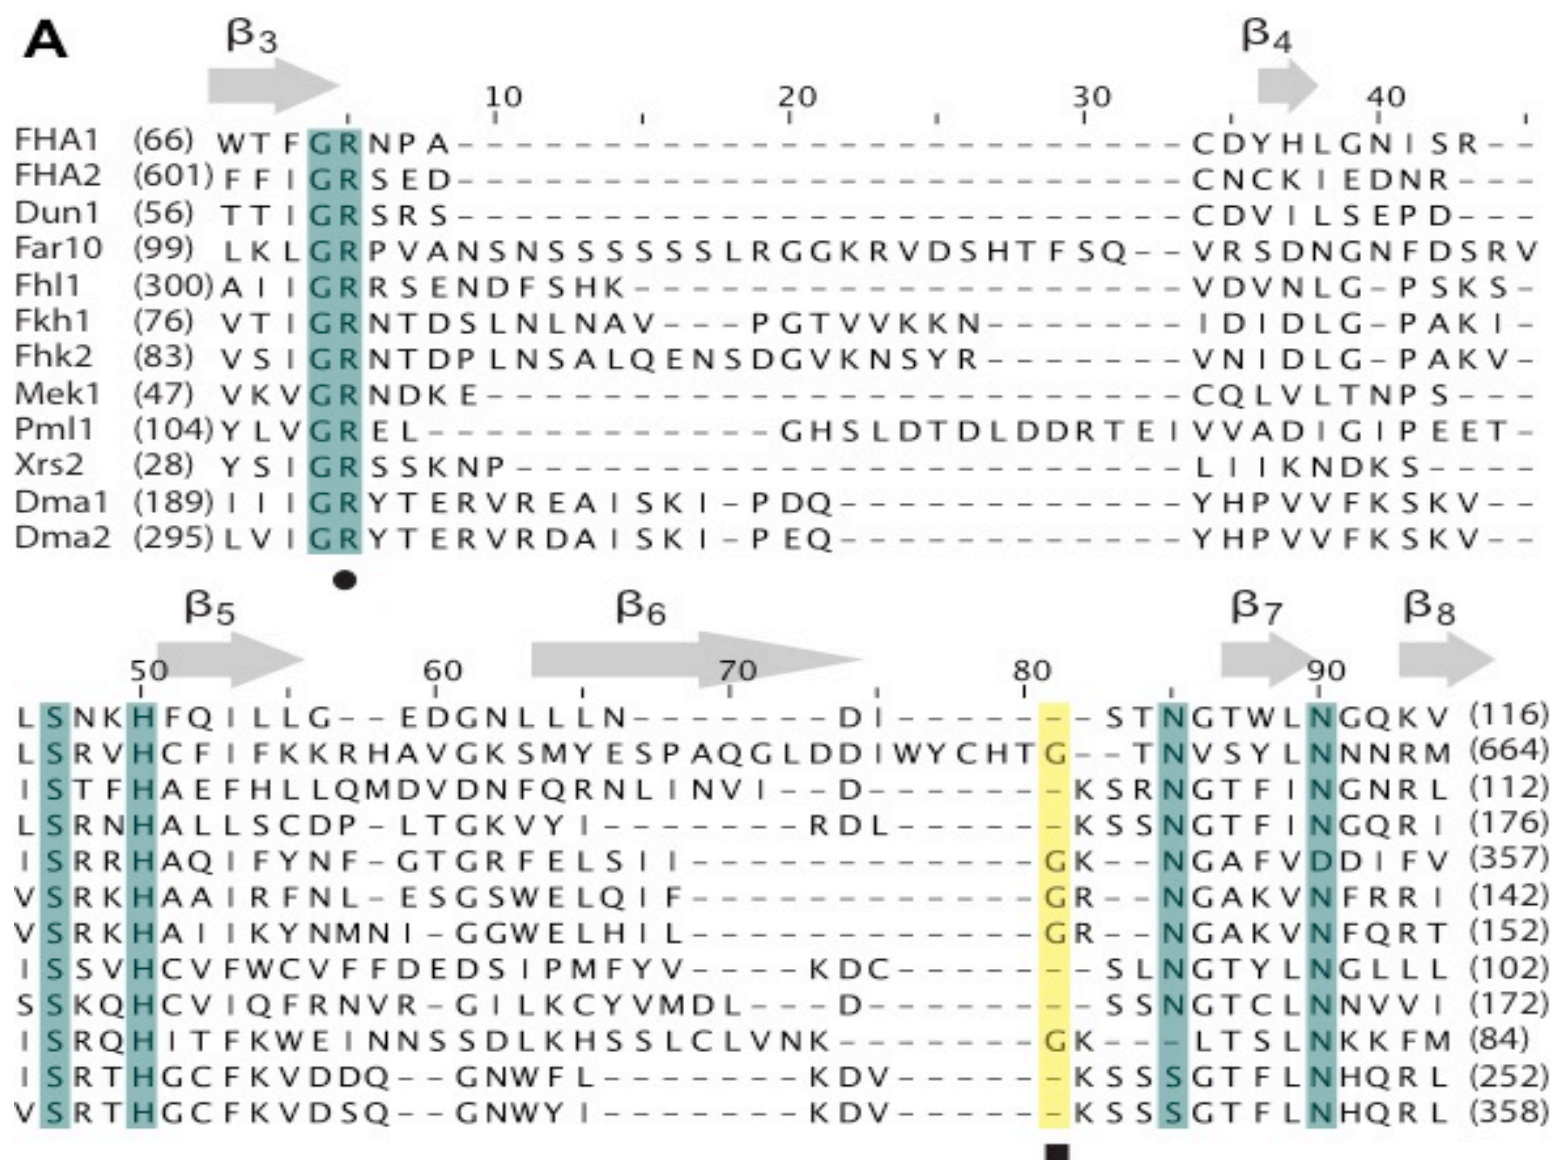 A
β3 β4
10 20 30 40
FHA1 (66) WTFGRNPA-------------------------CDYHLGNISR--
FHA2 (601) FFIGRSED-------------------------CNCKIEDNR---
Dun1 (56) TTIGRSRS-------------------------CDVILSEPD---
Far10 (99) LKLGRPVANSNSSSSSSLRGGKRVDSHTFSQ--VRSDNGNFDSRV
Fhl1 (300) AIIGRRSENDFSHK-------------------VDVNLG-PSKS-
Fkh1 (76) VTIGRNTDSLNLNAV---PGTVVKKN-------IDIDLG-PAKI-
Fhk2 (83) VSIGRNTDPLNSALQENSDGVKNSYR-------VNIDLG-PAKV-
Mek1 (47) VKVGRNDKE------------------------CQLVLTNPS---
Pml1 (104) YLVGREL------------GHSLDTDLDDRTEIVVADIGIPEET-
Xrs2 (28) YSIGRSSKNP-----------------------LIIKNDKS----
Dma1 (189) IIIGRYTERVREAISKI-PDQ------------YHPVVFKSKV--
Dma2 (295) LVIGRYTERVRDAISKI-PEQ------------YHPVVFKSKV--
β5 β6 β7 β8
50 60 70 80 90
LSNKHFQILLG--EDGNLLLN-------DI-------STNGTWLNGQKV (116)
LSRVHCFIFKKRHAVGKSMYESPAQGLDDIWYCHTG--TNVSYLNNNRM (664)
ISTFHAEFHLLQMDVDNFQRNLINVI--D-------KSRNGTFINGNRL (112)
LSRNHALLSCDP-LTGKVYI-------RDL------KSSNGTFINGQRI (176)
ISRRHAQIFYNF-GTGRFELSII------------GK--NGAFVDDIFV (357)
VSRKHAAIRFNL-ESGSWELQIF------------GR--NGAKVNFRRI (142)
VSRKHAIIKYNMNI-GGWELHIL------------GR--NGAKVNFQRT (152)
ISSVHCVFWCVFFDEDSIPMFYV----KDC-------SLNGTYLNGLLL (102)
SSKQHCVIQFRNVR-GILKCYVMDL---D--------SSNGTCLNNVVI (172)
ISRQHITFKWEINNSSDLKHSSLCLVNK-------GK---LTSLNKKFM (84)
ISRTHGCFKVDDQ--GNWFL-------KDV------KSSSGTFLNHQRL (252)
VSRTHGCFKVDSQ--GNWYI-------KDV------KSSSGTFLNHQRL (358)